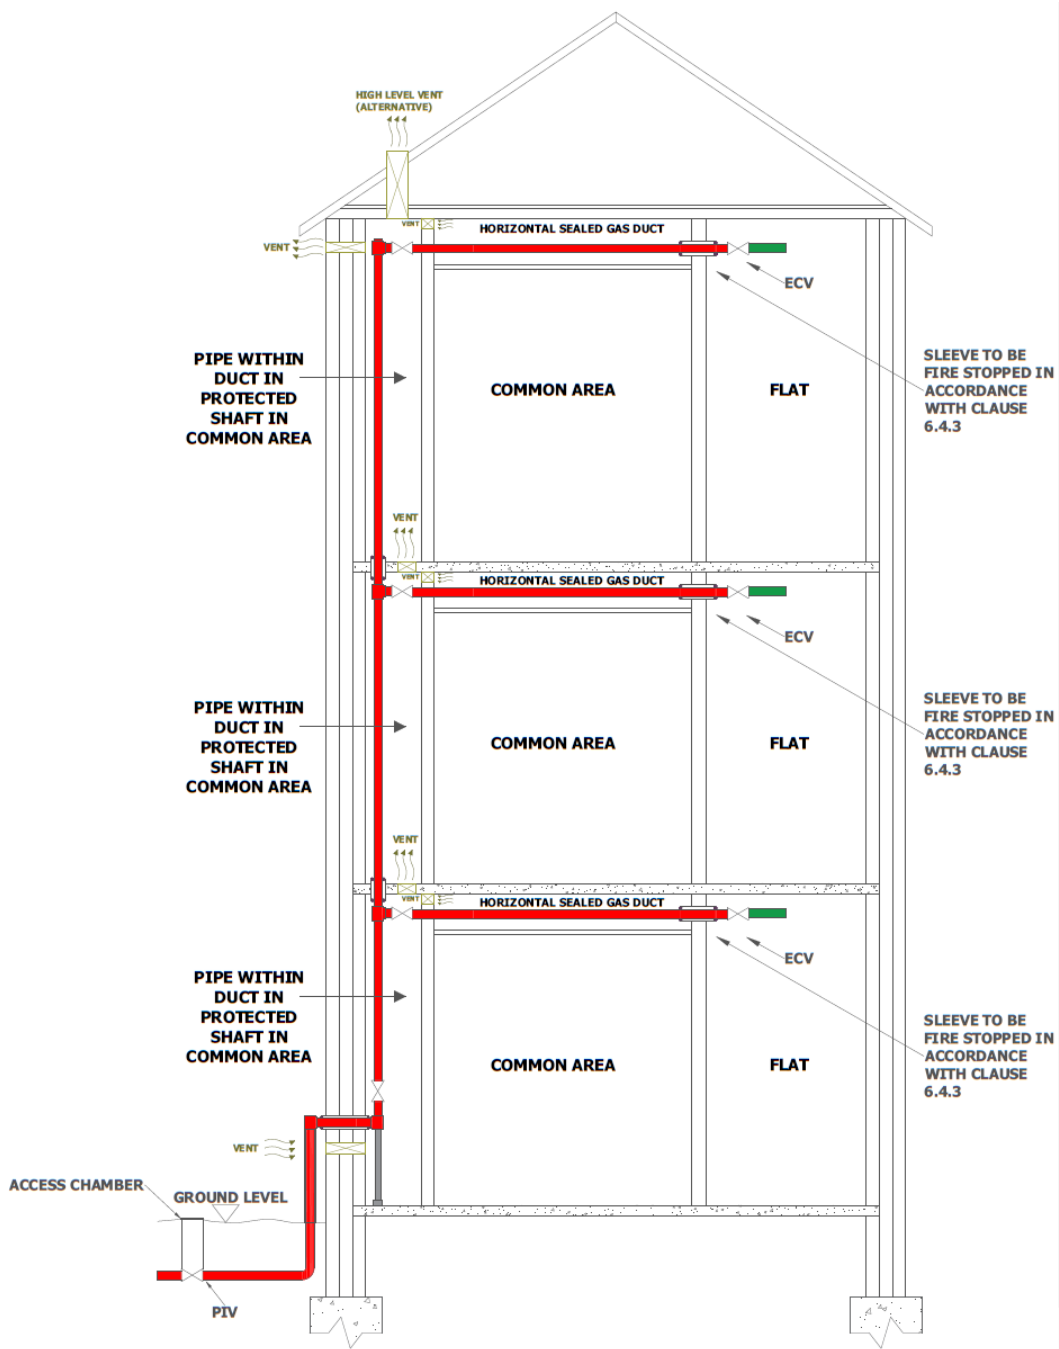 HIGH LEVEL VENT
(ALTERNATIVE)
VENT
HORIZONTAL SEALED GAS DUCT
VENT
ECV
PIPE WITHIN
DUCT IN
PROTECTED
SHAFT IN
COMMON AREA
COMMON AREA
FLAT
SLEEVE TO BE
FIRE STOPPED IN
ACCORDANCE
WITH CLAUSE
6.4.3
VENT
VENT
HORIZONTAL SEALED GAS DUCT
ECV
PIPE WITHIN
DUCT IN
PROTECTED
SHAFT IN
COMMON AREA
COMMON AREA
FLAT
SLEEVE TO BE
FIRE STOPPED IN
ACCORDANCE
WITH CLAUSE
6.4.3
VENT
VENT
HORIZONTAL SEALED GAS DUCT
ECV
PIPE WITHIN
DUCT IN
PROTECTED
SHAFT IN
COMMON AREA
COMMON AREA
FLAT
SLEEVE TO BE
FIRE STOPPED IN
ACCORDANCE
WITH CLAUSE
6.4.3
VENT
ACCESS CHAMBER
GROUND LEVEL
PIV